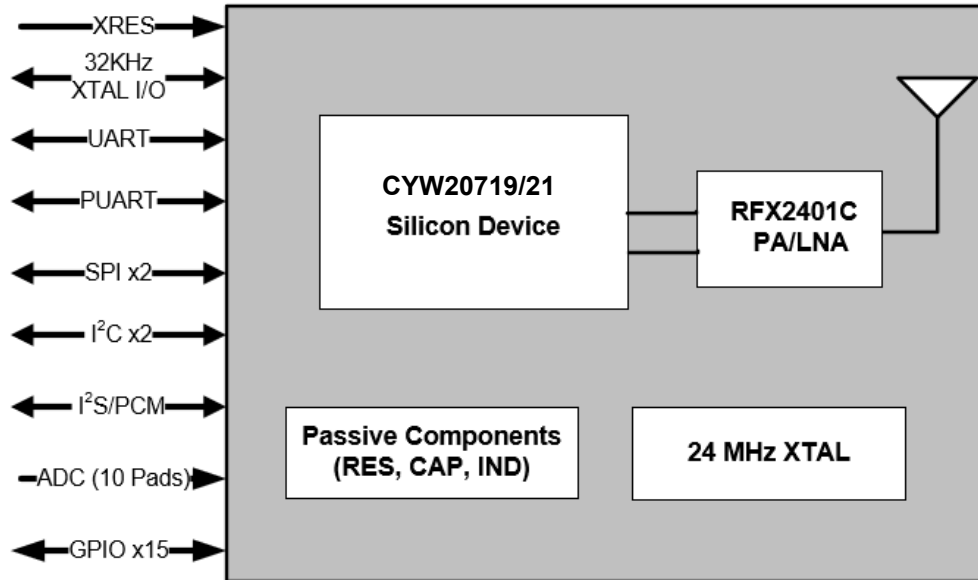 XRES
32KHz
XTAL I/O
UART
PUART
SPI x2
I²C x2
I²S/PCM
ADC (10 Pads)
GPIO x15
CYW20719/21
Silicon Device
RFX2401C
PA/LNA
Passive Components
(RES, CAP, IND)
24 MHz XTAL